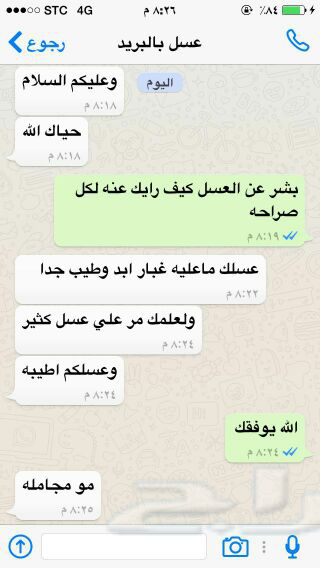 STC 4G ٨:٢٦ م ٨٤٪
رجوع عسل بالبريد
اليوم
وعليكم السلام
٨:١٨ م
حياك الله
٨:١٨ م
بشر عن العسل كيف رايك عنه لكل
صراحه
٨:١٩ م
عسلك ماعليه غبار ابد وطيب جدا
٨:٢٢ م
ولعلمك مر علي عسل كثير
٨:٢٤ م
وعسلكم اطيبه
٨:٢٤ م
الله يوفقك
٨:٢٤ م
مو مجامله
٨:٢٥ م
حراج